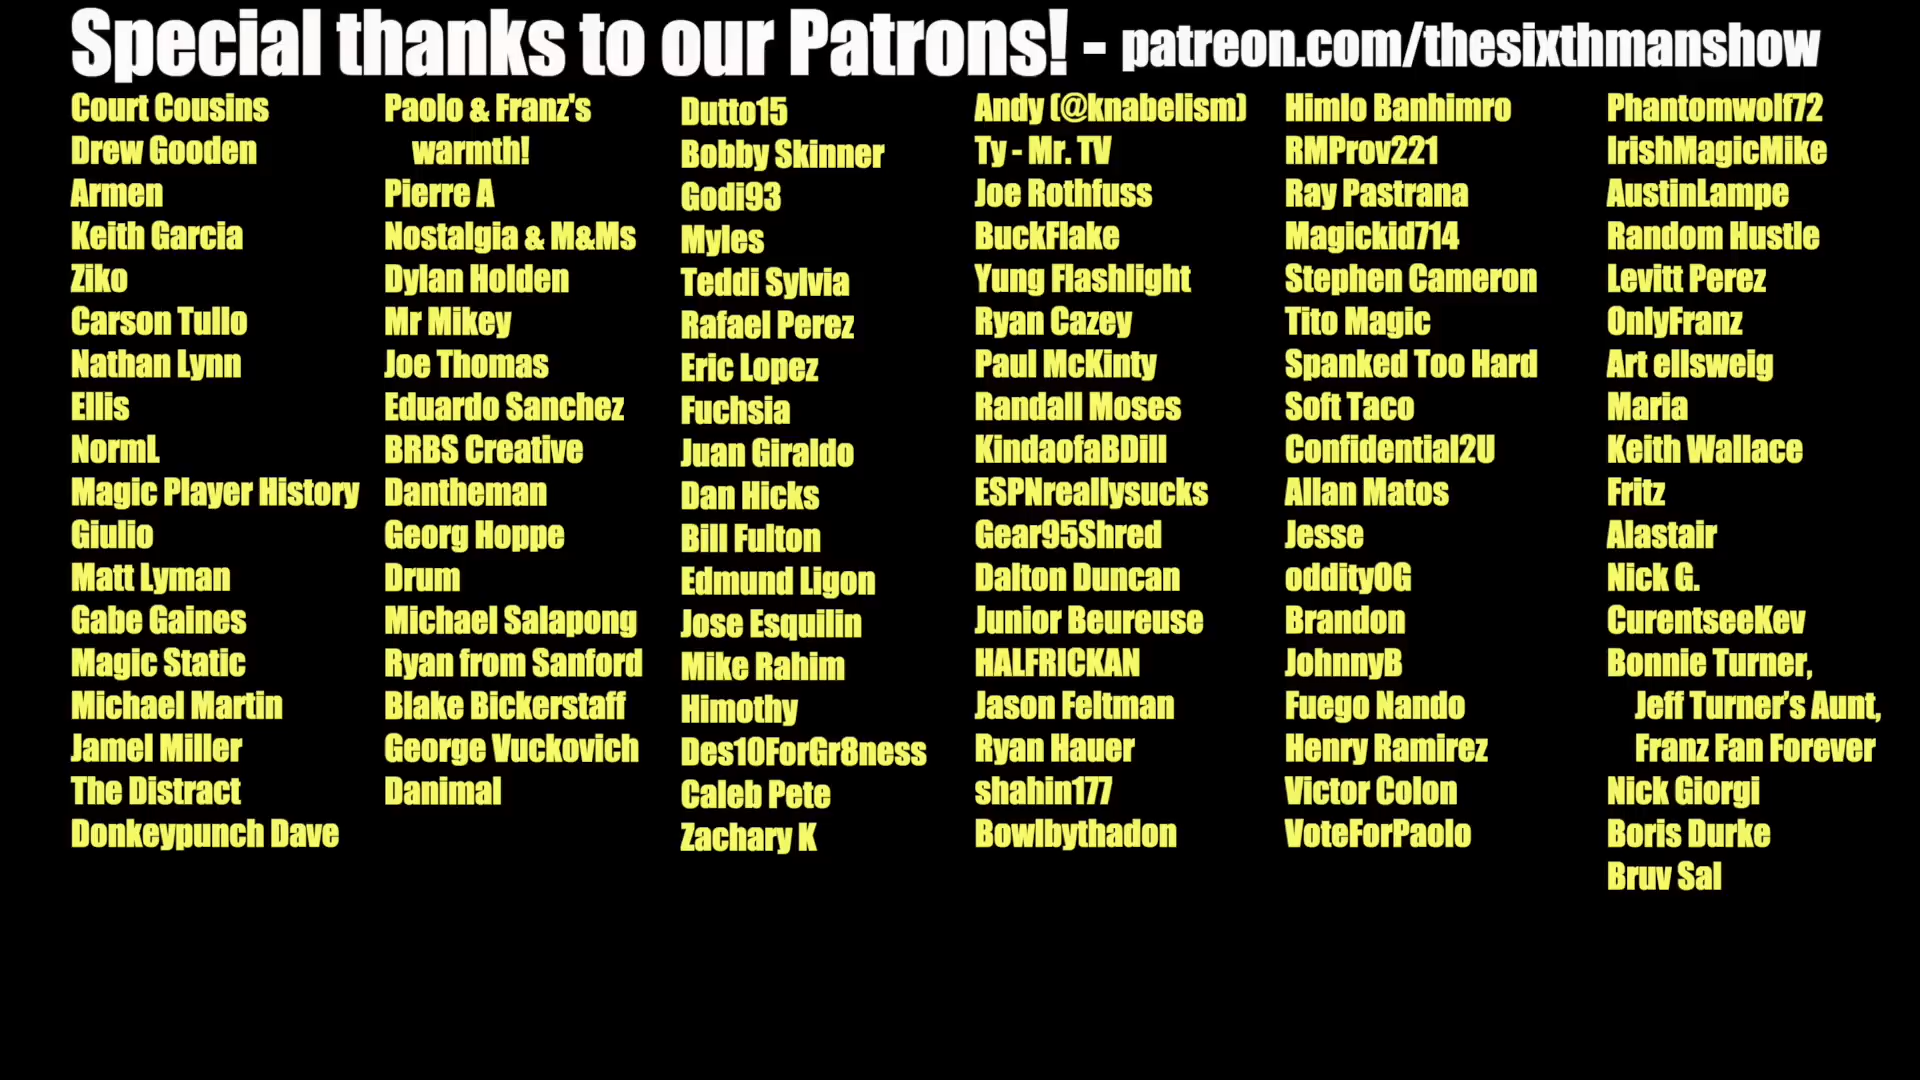 Special thanks to our Patrons! - patreon.com/thesixthmanshow
Court Cousins
Drew Gooden
Armen
Keith Garcia
Ziko
Carson Tullo
Nathan Lynn
Ellis
NormL
Magic Player History
Giulio
Matt Lyman
Gabe Gaines
Magic Static
Michael Martin
Jamel Miller
The Distract
Donkeypunch Dave
Paolo & Franz's
warmth!
Pierre A
Nostalgia & M&Ms
Dylan Holden
Mr Mikey
Joe Thomas
Eduardo Sanchez
BRBS Creative
Dantheman
Georg Hoppe
Drum
Michael Salapong
Ryan from Sanford
Blake Bickerstaff
George Vuckovich
Danimal
Dutto15
Bobby Skinner
Godi93
Myles
Teddi Sylvia
Rafael Perez
Eric Lopez
Fuchsia
Juan Giraldo
Dan Hicks
Bill Fulton
Edmund Ligon
Jose Esquilin
Mike Rahim
Himothy
Des10ForGr8ness
Caleb Pete
Zachary K
Andy (@knabelism)
Ty - Mr. TV
Joe Rothfuss
BuckFlake
Yung Flashlight
Ryan Cazey
Paul McKinty
Randall Moses
KindaofaBDill
ESPNreallysucks
Gear95Shred
Dalton Duncan
Junior Beureuse
HALFRICKAN
Jason Feltman
Ryan Hauer
shahin177
Bowlbythadon
Himlo Banhimro
RMProv221
Ray Pastrana
Magickid714
Stephen Cameron
Tito Magic
Spanked Too Hard
Soft Taco
Confidential2U
Allan Matos
Jesse
oddityOG
Brandon
JohnnyB
Fuego Nando
Henry Ramirez
Victor Colon
VoteForPaolo
Phantomwolf72
IrishMagicMike
AustinLampe
Random Hustle
Levitt Perez
OnlyFranz
Art ellsweig
Maria
Keith Wallace
Fritz
Alastair
Nick G.
CurentseeKev
Bonnie Turner,
Jeff Turner's Aunt,
Franz Fan Forever
Nick Giorgi
Boris Durke
Bruv Sal